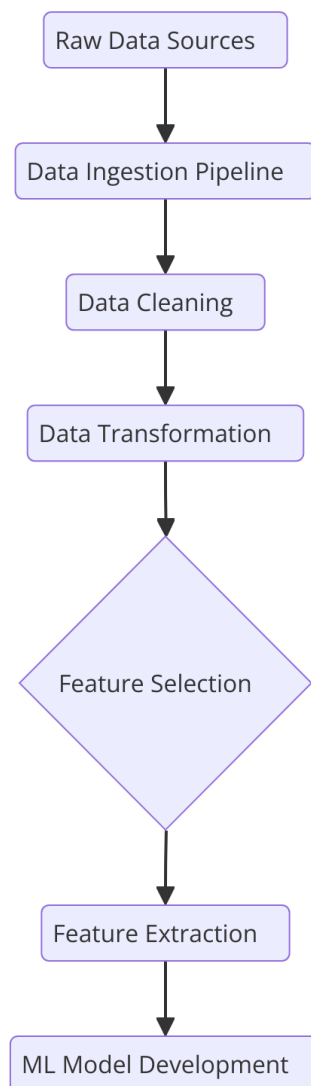 Raw Data Sources
Data Ingestion Pipeline
Data Cleaning
Data Transformation
Feature Selection
Feature Extraction
ML Model Development